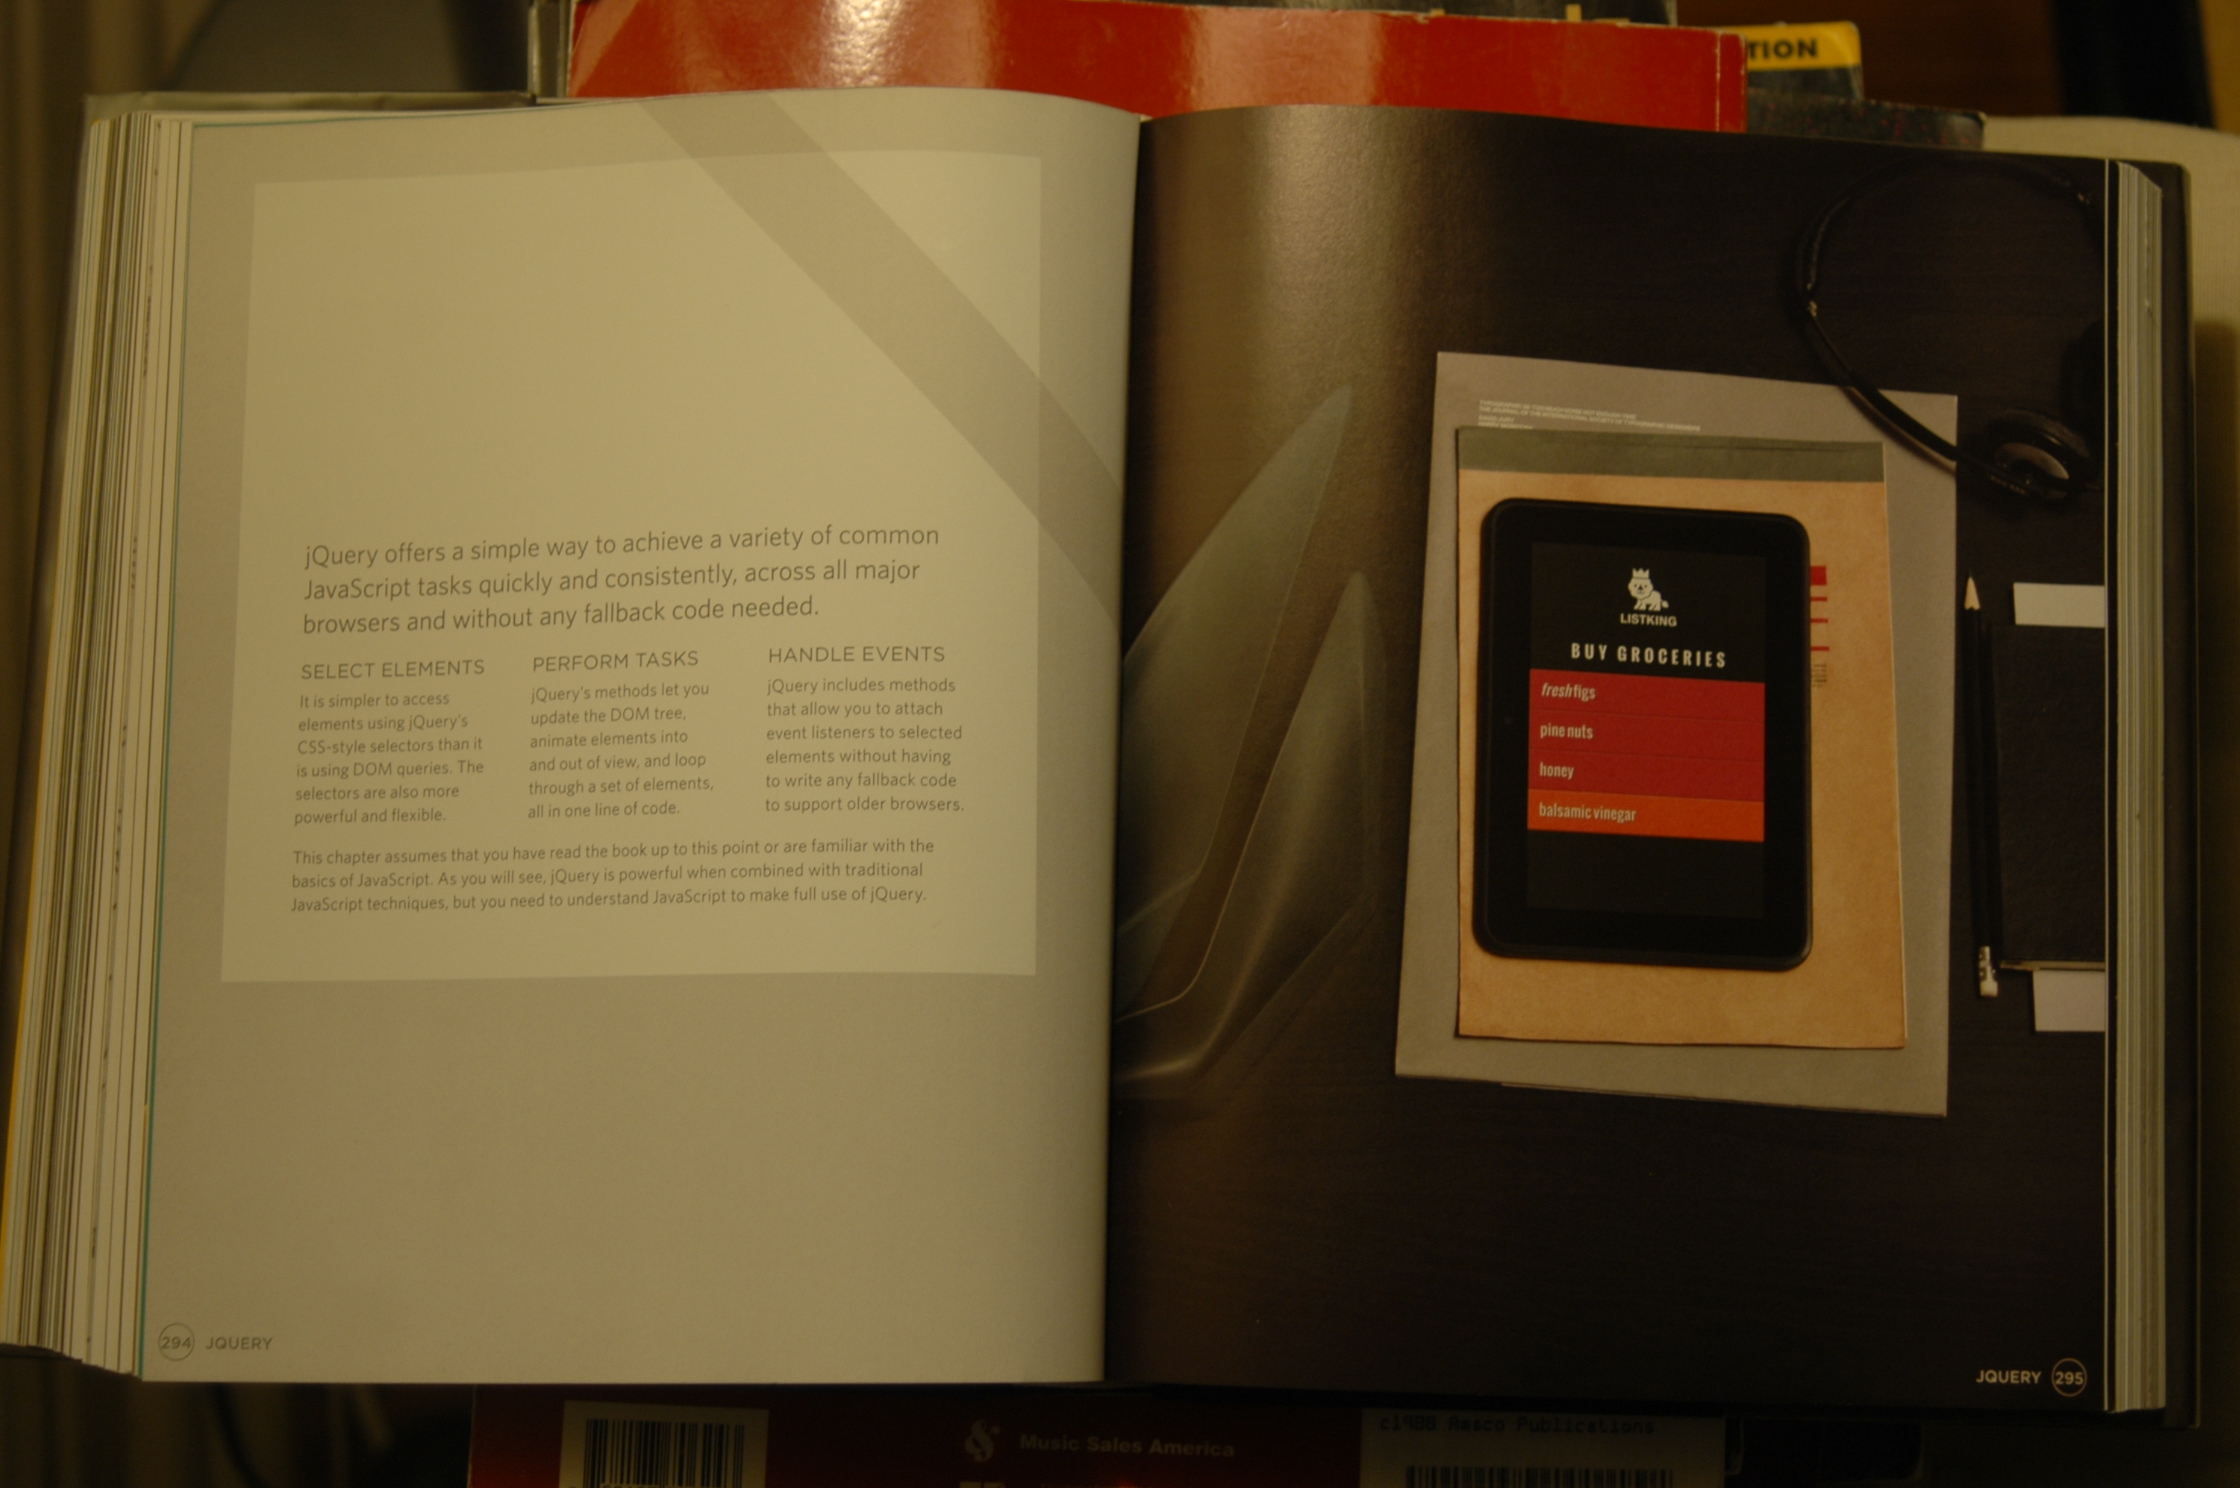 TION
jQuery offers a simple way to achieve a variety of common
JavaScript tasks quickly and consistently, across all major
browsers and without any fallback code needed.
SELECT ELEMENTS
It is simpler to access
elements using jQuery's
CSS-style selectors than it
is using DOM queries. The
selectors are also more
powerful and flexible.
PERFORM TASKS
jQuery's methods let you
update the DOM tree,
animate elements into
and out of view, and loop
through a set of elements,
all in one line of code.
HANDLE EVENTS
jQuery includes methods
that allow you to attach
event listeners to selected
elements without having
to write any fallback code
to support older browsers.
This chapter assumes that you have read the book up to this point or are familiar with the
basics of JavaScript. As you will see, jQuery is powerful when combined with traditional
JavaScript techniques, but you need to understand JavaScript to make full use of jQuery.
294 JQUERY
LISTKING
BUY GROCERIES
fresh figs
pine nuts
honey
balsamic vinegar
JQUERY 295
Music Sales America
c1988 Amsco Publications